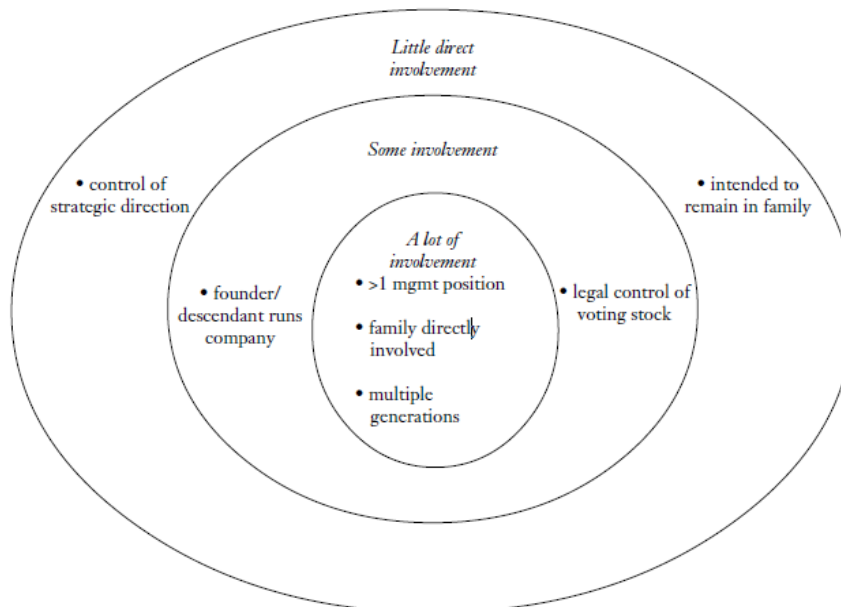 Little direct
involvement
Some involvement
• control of
strategic direction
• intended to
remain in family
A lot of
involvement
• >1 mgmt position
• family directly
involved
• multiple
generations
• founder/
descendant runs
company
• legal control of
voting stock